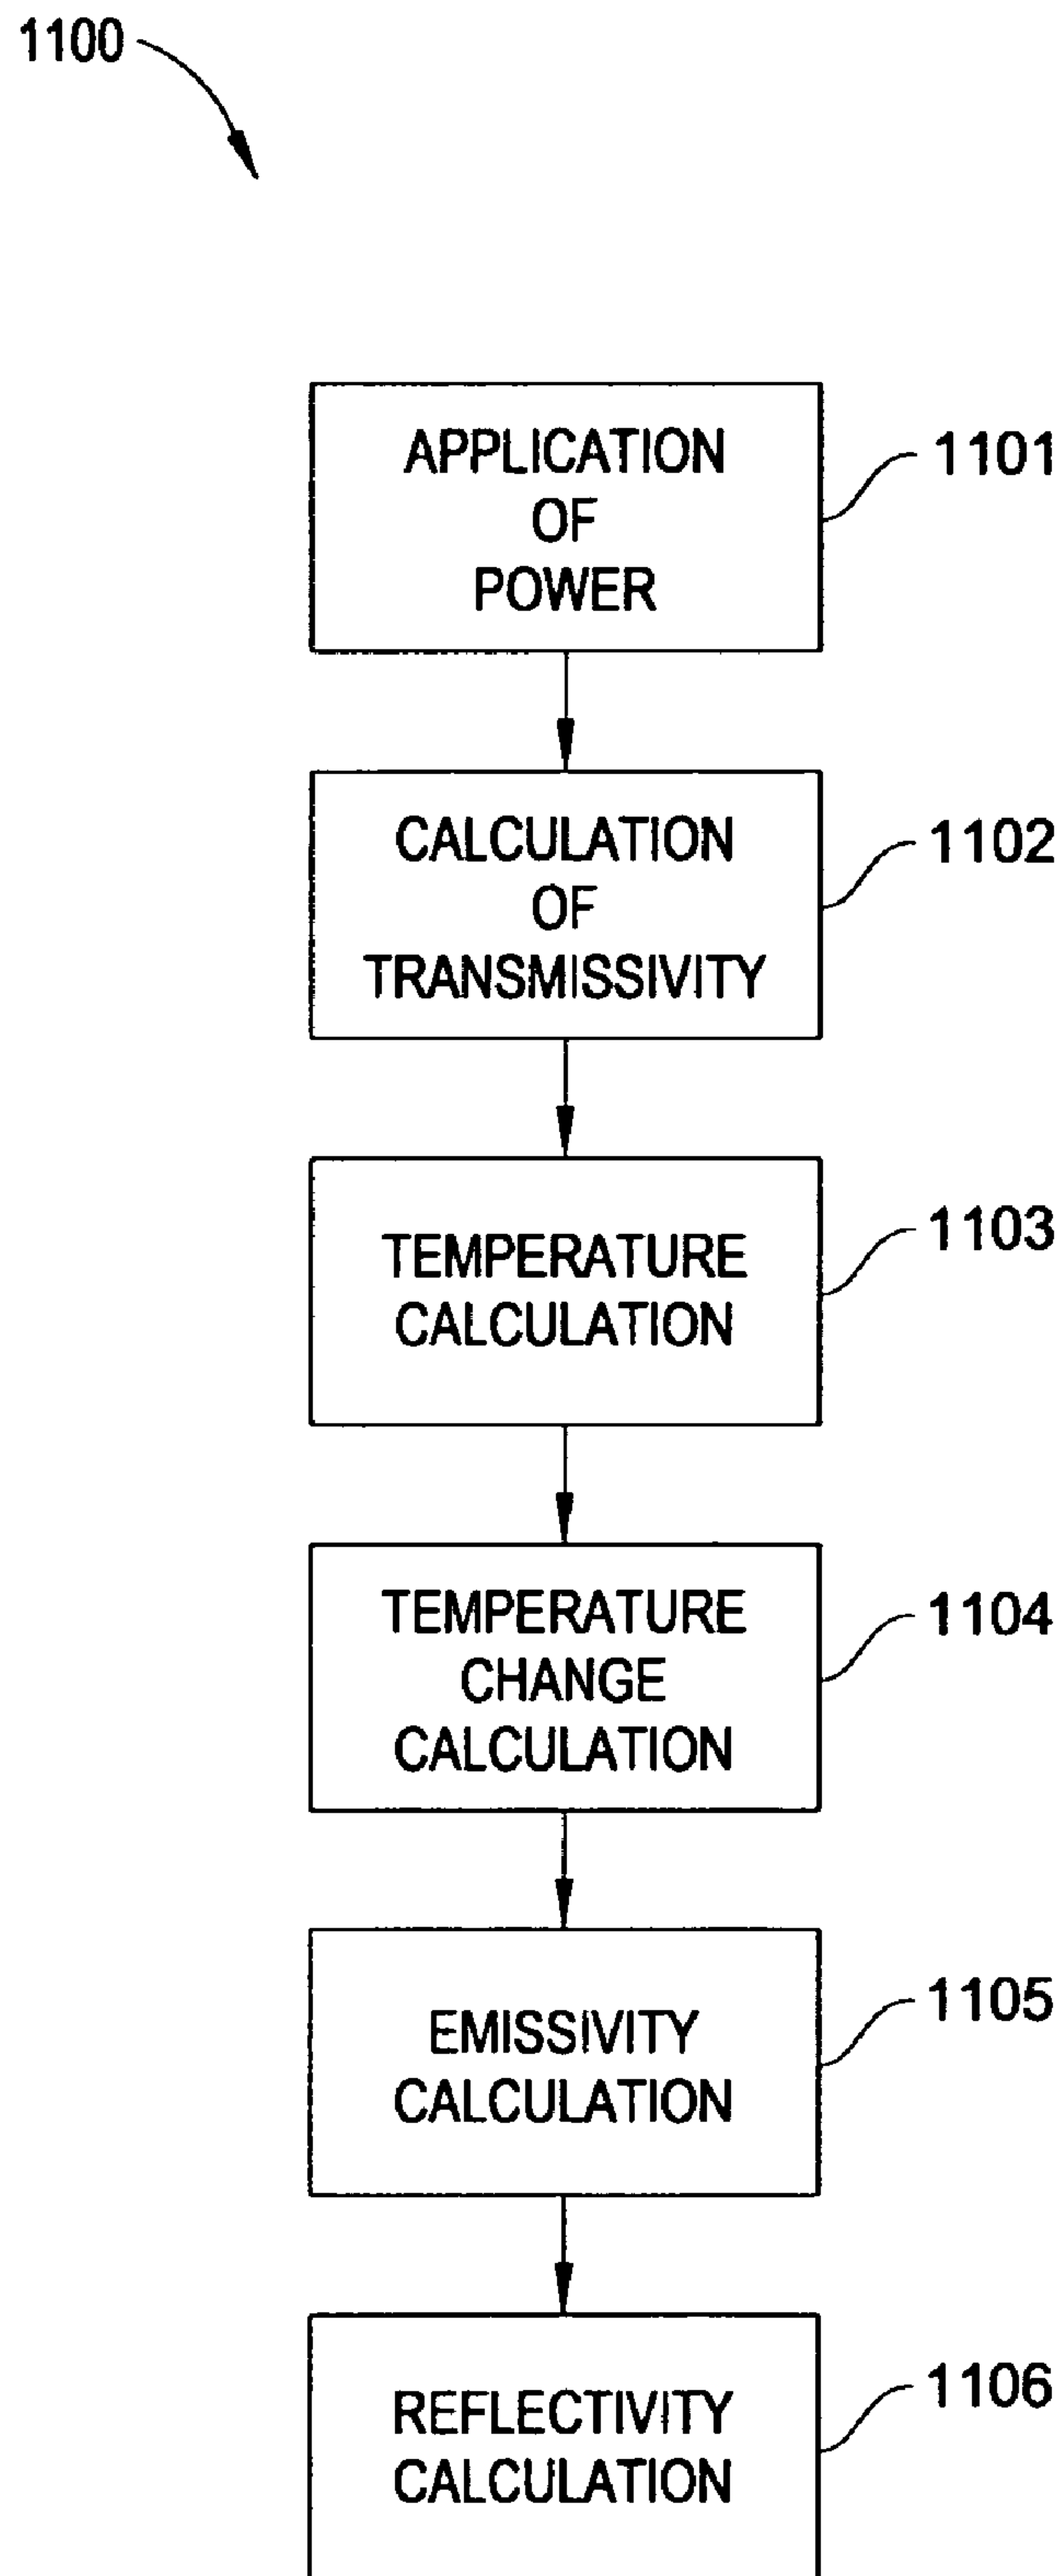 1100
APPLICATION
OF
POWER
1101
CALCULATION
OF
TRANSMISSIVITY
1102
TEMPERATURE
CALCULATION
1103
TEMPERATURE
CHANGE
CALCULATION
1104
EMISSIVITY
CALCULATION
1105
REFLECTIVITY
CALCULATION
1106